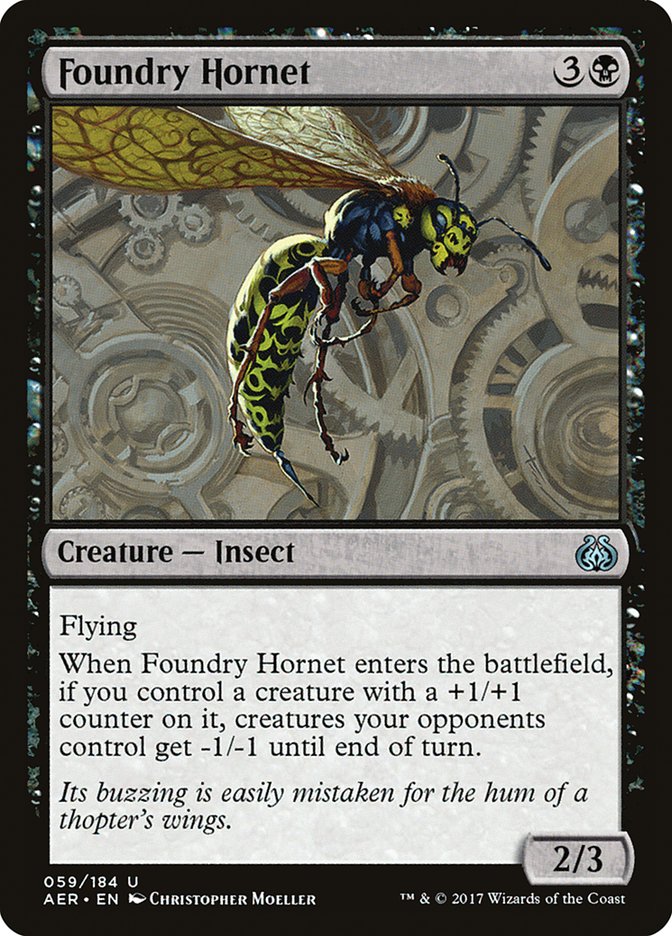 Foundry Hornet 3
Creature — Insect
Flying
When Foundry Hornet enters the battlefield,
if you control a creature with a +1/+1
counter on it, creatures your opponents
control get -1/-1 until end of turn.
Its buzzing is easily mistaken for the hum of a
thopter's wings.
2/3
059/184 U
AER • EN Christopher Moeller
™ & © 2017 Wizards of the Coast